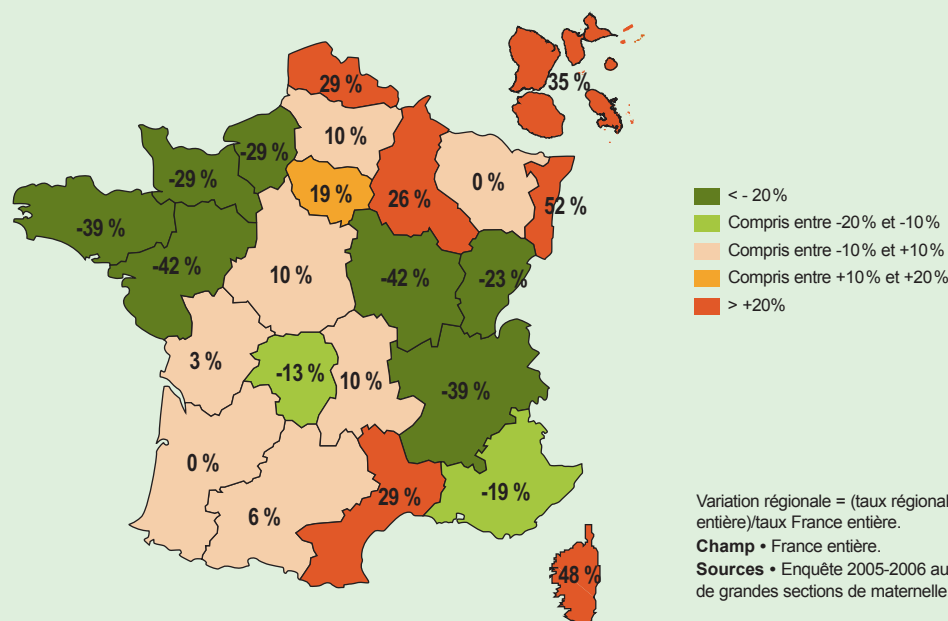 29 %
35 %
10 %
-29 %
-29 %
19 %
26 %
0 %
52 %
-39 %
-42 %
10 %
-42 %
-23 %
3 %
-13 %
10 %
-39 %
0 %
6 %
29 %
-19 %
48 %
< - 20%
Compris entre -20% et -10%
Compris entre -10% et +10%
Compris entre +10% et +20%
> +20%
Variation régionale = (taux régional
entière)/taux France entière.
Champ • France entière.
Sources • Enquête 2005-2006 au
de grandes sections de maternelle